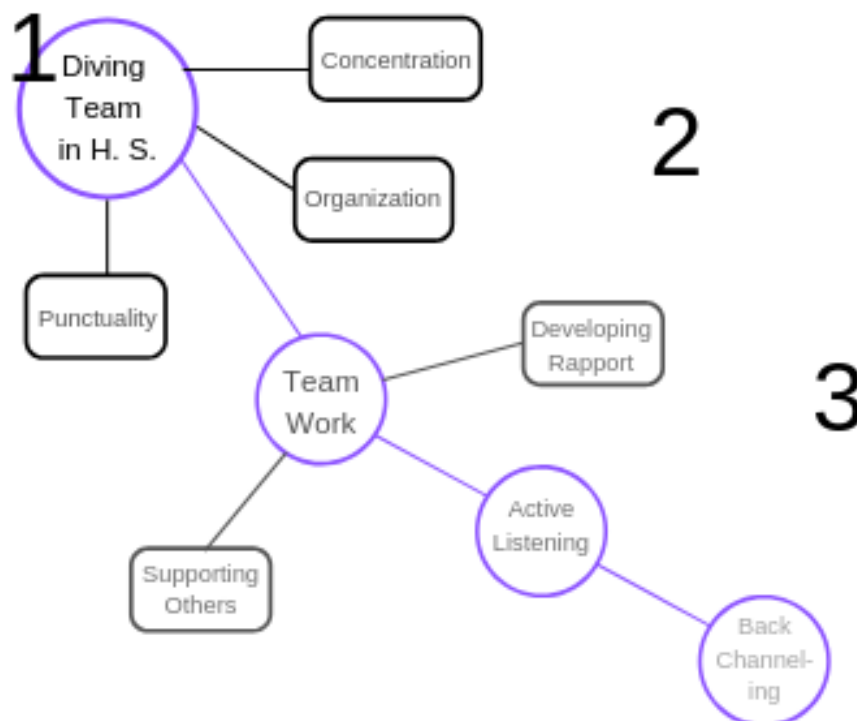 1
Diving
Team
in H. S.
Concentration
2
Organization
Punctuality
Developing
Rapport
3
Team
Work
Active
Listening
Supporting
Others
Back
Channel-
ing